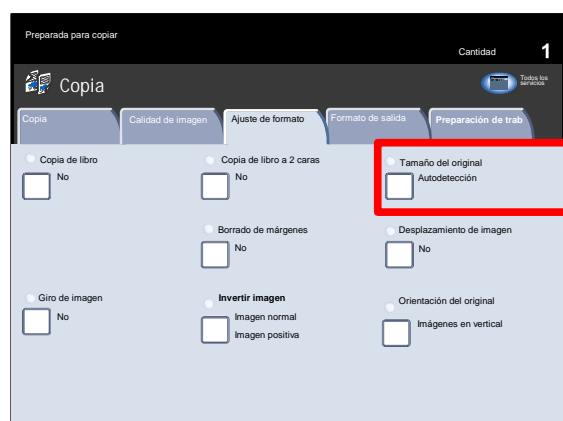 Preparada para copiar
Cantidad 1
Copia
Todos los
servicios
Copia Calidad de imagen Ajuste de formato Formato de salida Preparación de trab
Copia de libro
No
Copia de libro a 2 caras
No
Tamaño del original
Autodetección
Borrado de márgenes
No
Desplazamiento de imagen
No
Giro de imagen
No
Invertir imagen
Imagen normal
Imagen positiva
Orientación del original
Imágenes en vertical